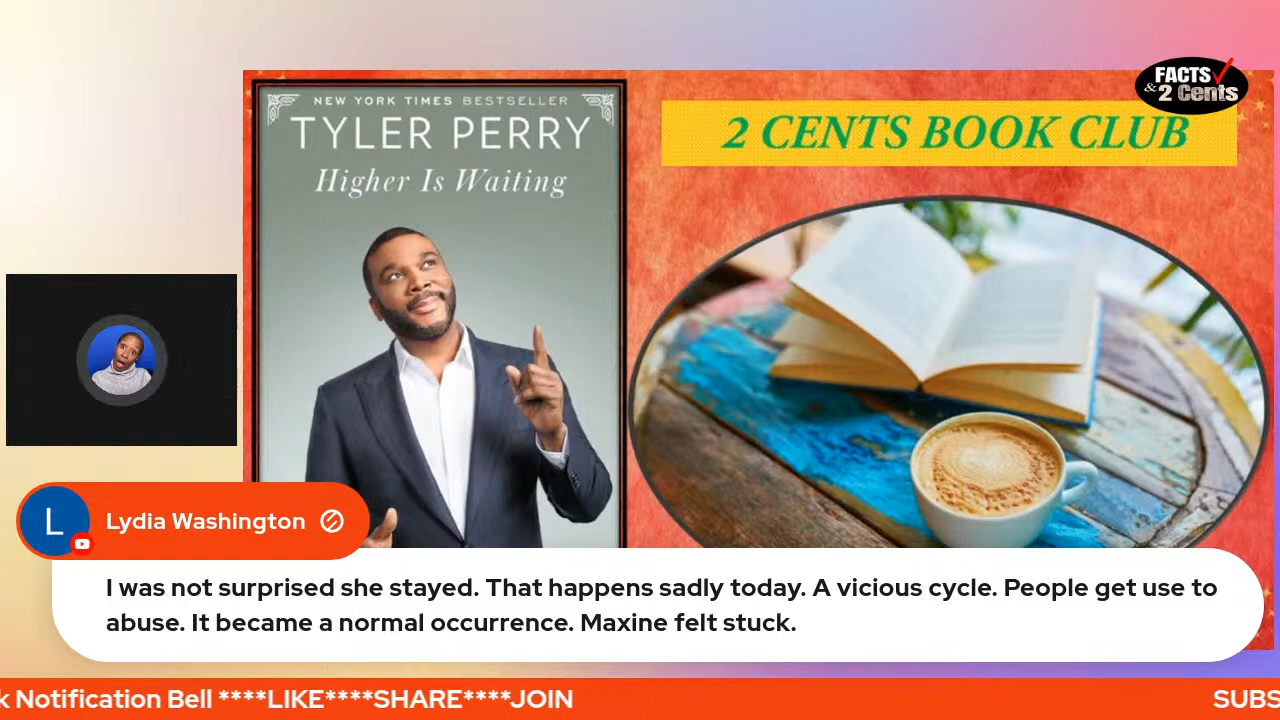 FACTS
& 2 Cents
NEW YORK TIMES BESTSELLER
TYLER PERRY
Higher Is Waiting
2 CENTS BOOK CLUB
L
Lydia Washington
I was not surprised she stayed. That happens sadly today. A vicious cycle. People get use to
abuse. It became a normal occurrence. Maxine felt stuck.
k Notification Bell ****LIKE****SHARE****JOIN
SUBS